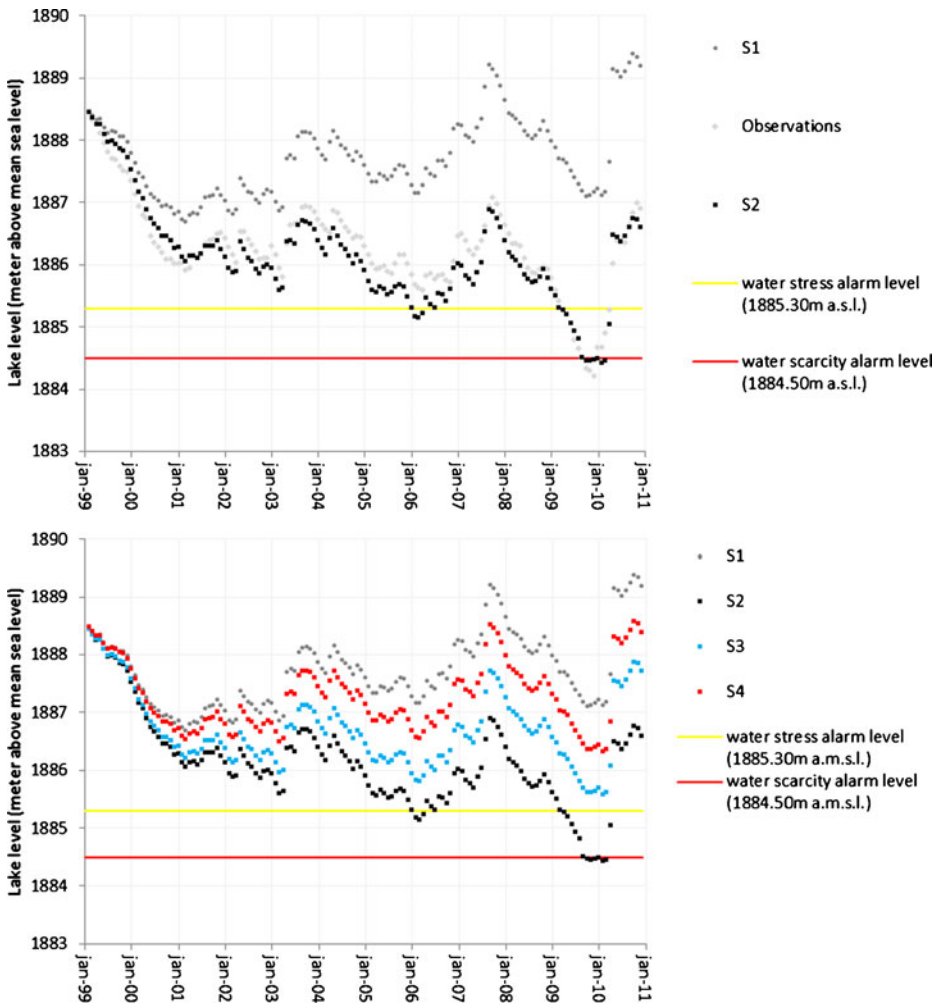 Lake level (meter above mean sea level)
1890
1889
1888
1887
1886
1885
1884
1883
jan-99
jan-00
jan-01
jan-02
jan-03
jan-04
jan-05
jan-06
jan-07
jan-08
jan-09
jan-10
jan-11
S1
Observations
S2
water stress alarm level
(1885.30m a.s.l.)
water scarcity alarm level
(1884.50m a.s.l.)
Lake level (meter above mean sea level)
1890
1889
1888
1887
1886
1885
1884
1883
jan-99
jan-00
jan-01
jan-02
jan-03
jan-04
jan-05
jan-06
jan-07
jan-08
jan-09
jan-10
jan-11
S1
S2
S3
S4
water stress alarm level
(1885.30m a.m.s.l.)
water scarcity alarm level
(1884.50m a.m.s.l.)